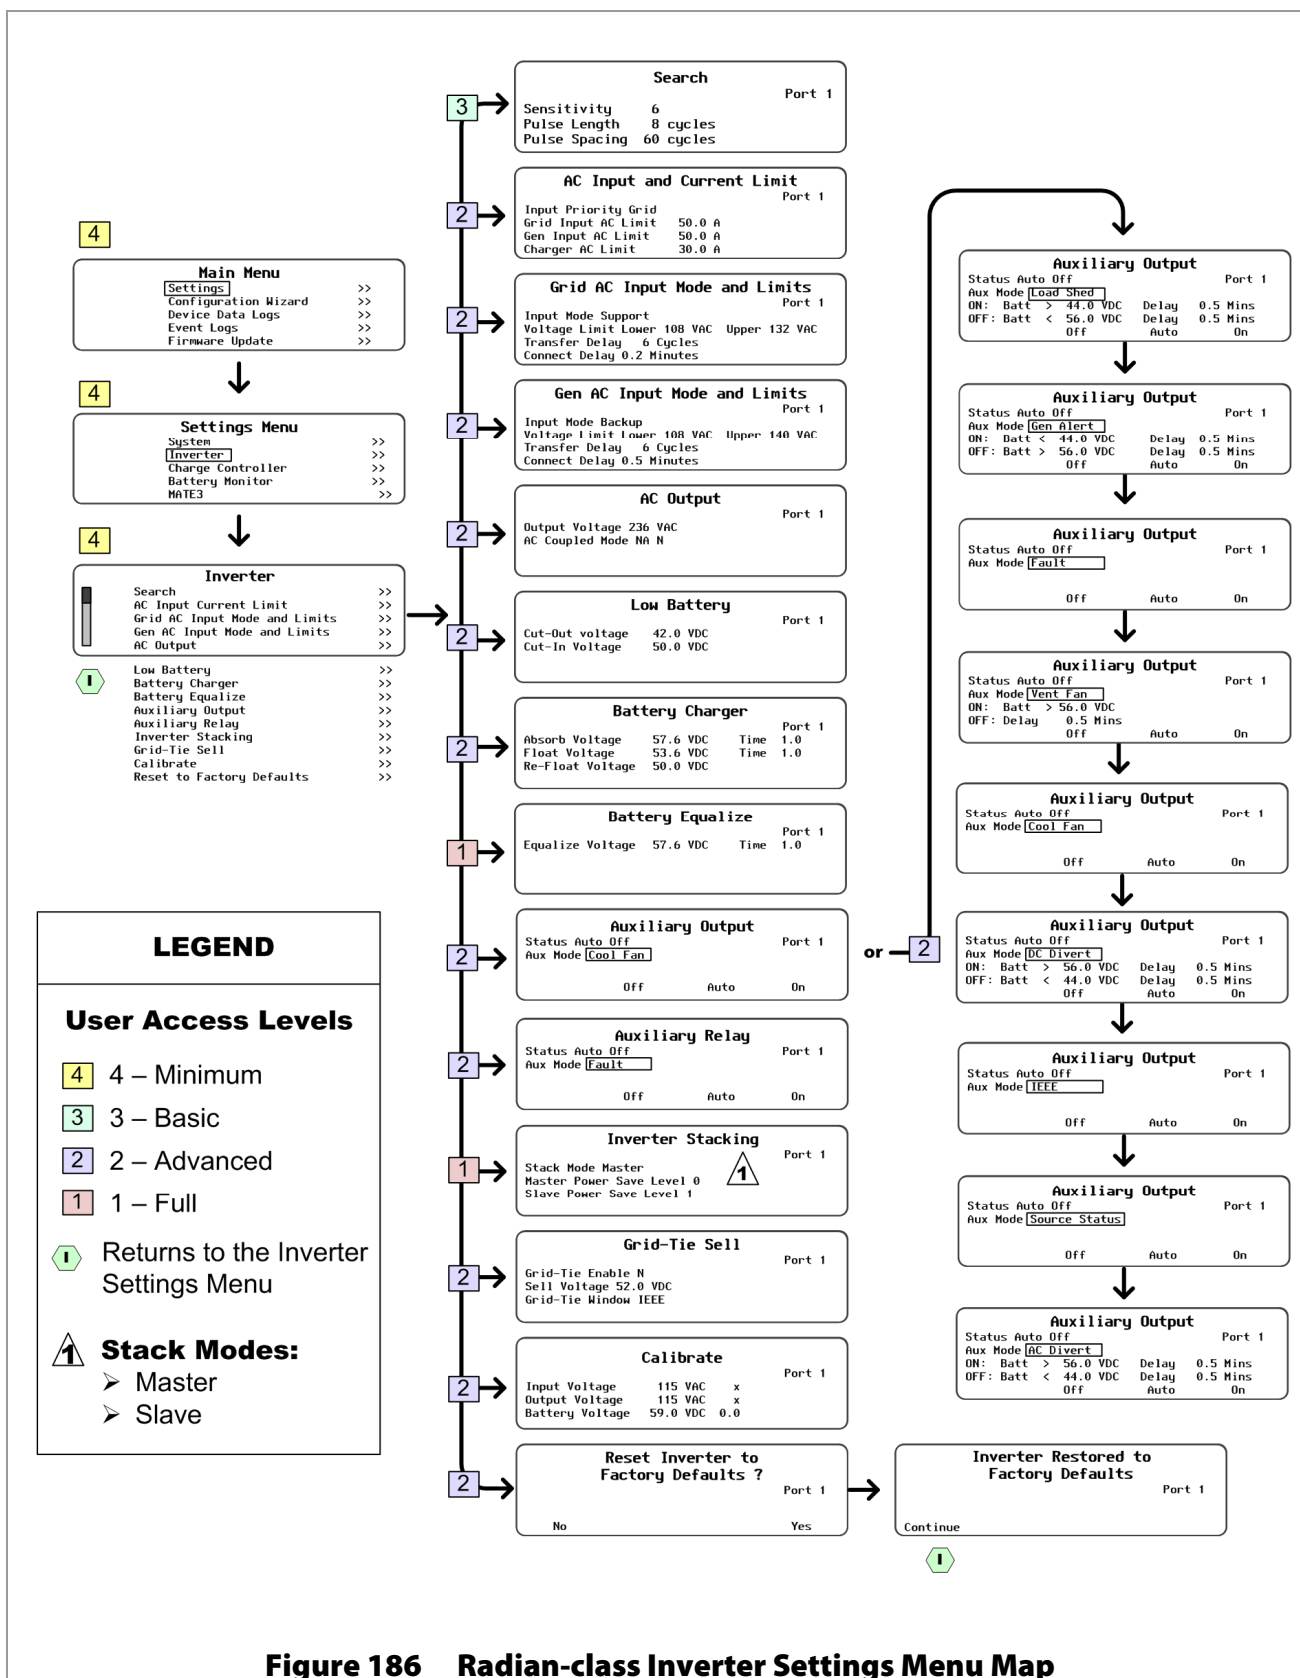 4
Main Menu
Settings >>
Configuration Wizard >>
Device Data Logs >>
Event Logs >>
Firmware Update >>
4
Settings Menu
System >>
Inverter >>
Charge Controller >>
Battery Monitor >>
MATE3 >>
4
Inverter
Search >>
AC Input Current Limit >>
Grid AC Input Mode and Limits >>
Gen AC Input Mode and Limits >>
AC Output >>
I
Low Battery >>
Battery Charger >>
Battery Equalize >>
Auxiliary Output >>
Auxiliary Relay >>
Inverter Stacking >>
Grid-Tie Sell >>
Calibrate >>
Reset to Factory Defaults >>
LEGEND
User Access Levels
4 4 – Minimum
3 3 – Basic
2 2 – Advanced
1 1 – Full
I Returns to the Inverter
Settings Menu
1 Stack Modes:
➢ Master
➢ Slave
3
Search
Port 1
Sensitivity 6
Pulse Length 8 cycles
Pulse Spacing 60 cycles
2
AC Input and Current Limit
Port 1
Input Priority Grid
Grid Input AC Limit 50.0 A
Gen Input AC Limit 50.0 A
Charger AC Limit 30.0 A
2
Grid AC Input Mode and Limits
Port 1
Input Mode Support
Voltage Limit Lower 108 VAC Upper 132 VAC
Transfer Delay 6 Cycles
Connect Delay 0.2 Minutes
2
Gen AC Input Mode and Limits
Port 1
Input Mode Backup
Voltage Limit Lower 108 VAC Upper 140 VAC
Transfer Delay 6 Cycles
Connect Delay 0.5 Minutes
2
AC Output
Port 1
Output Voltage 236 VAC
AC Coupled Mode NA N
2
Low Battery
Port 1
Cut-Out voltage 42.0 VDC
Cut-In Voltage 50.0 VDC
2
Battery Charger
Port 1
Absorb Voltage 57.6 VDC Time 1.0
Float Voltage 53.6 VDC Time 1.0
Re-Float Voltage 50.0 VDC
1
Battery Equalize
Port 1
Equalize Voltage 57.6 VDC Time 1.0
2
Auxiliary Output
Status Auto Off Port 1
Aux Mode Cool Fan
Off Auto On
or 2
2
Auxiliary Relay
Status Auto Off Port 1
Aux Mode Fault
Off Auto On
1
Inverter Stacking
Port 1
Stack Mode Master
Master Power Save Level 0
Slave Power Save Level 1
1
2
Grid-Tie Sell
Port 1
Grid-Tie Enable N
Sell Voltage 52.0 VDC
Grid-Tie Window IEEE
2
Calibrate
Port 1
Input Voltage 115 VAC x
Output Voltage 115 VAC x
Battery Voltage 59.0 VDC 0.0
2
Reset Inverter to
Factory Defaults ?
Port 1
No Yes
Inverter Restored to
Factory Defaults
Port 1
Continue
I
Auxiliary Output
Status Auto Off Port 1
Aux Mode Load Shed
ON: Batt > 44.0 VDC Delay 0.5 Mins
OFF: Batt < 56.0 VDC Delay 0.5 Mins
Off Auto On
Auxiliary Output
Status Auto Off Port 1
Aux Mode Gen Alert
ON: Batt < 44.0 VDC Delay 0.5 Mins
OFF: Batt > 56.0 VDC Delay 0.5 Mins
Off Auto On
Auxiliary Output
Status Auto Off Port 1
Aux Mode Fault
Off Auto On
Auxiliary Output
Status Auto Off Port 1
Aux Mode Vent Fan
ON: Batt > 56.0 VDC
OFF: Delay 0.5 Mins
Off Auto On
Auxiliary Output
Status Auto Off Port 1
Aux Mode Cool Fan
Off Auto On
Auxiliary Output
Status Auto Off Port 1
Aux Mode DC Divert
ON: Batt > 56.0 VDC Delay 0.5 Mins
OFF: Batt < 44.0 VDC Delay 0.5 Mins
Off Auto On
Auxiliary Output
Status Auto Off Port 1
Aux Mode IEEE
Off Auto On
Auxiliary Output
Status Auto Off Port 1
Aux Mode Source Status
Off Auto On
Auxiliary Output
Status Auto Off Port 1
Aux Mode AC Divert
ON: Batt > 56.0 VDC Delay 0.5 Mins
OFF: Batt < 44.0 VDC Delay 0.5 Mins
Off Auto On
Figure 186 Radian-class Inverter Settings Menu Map